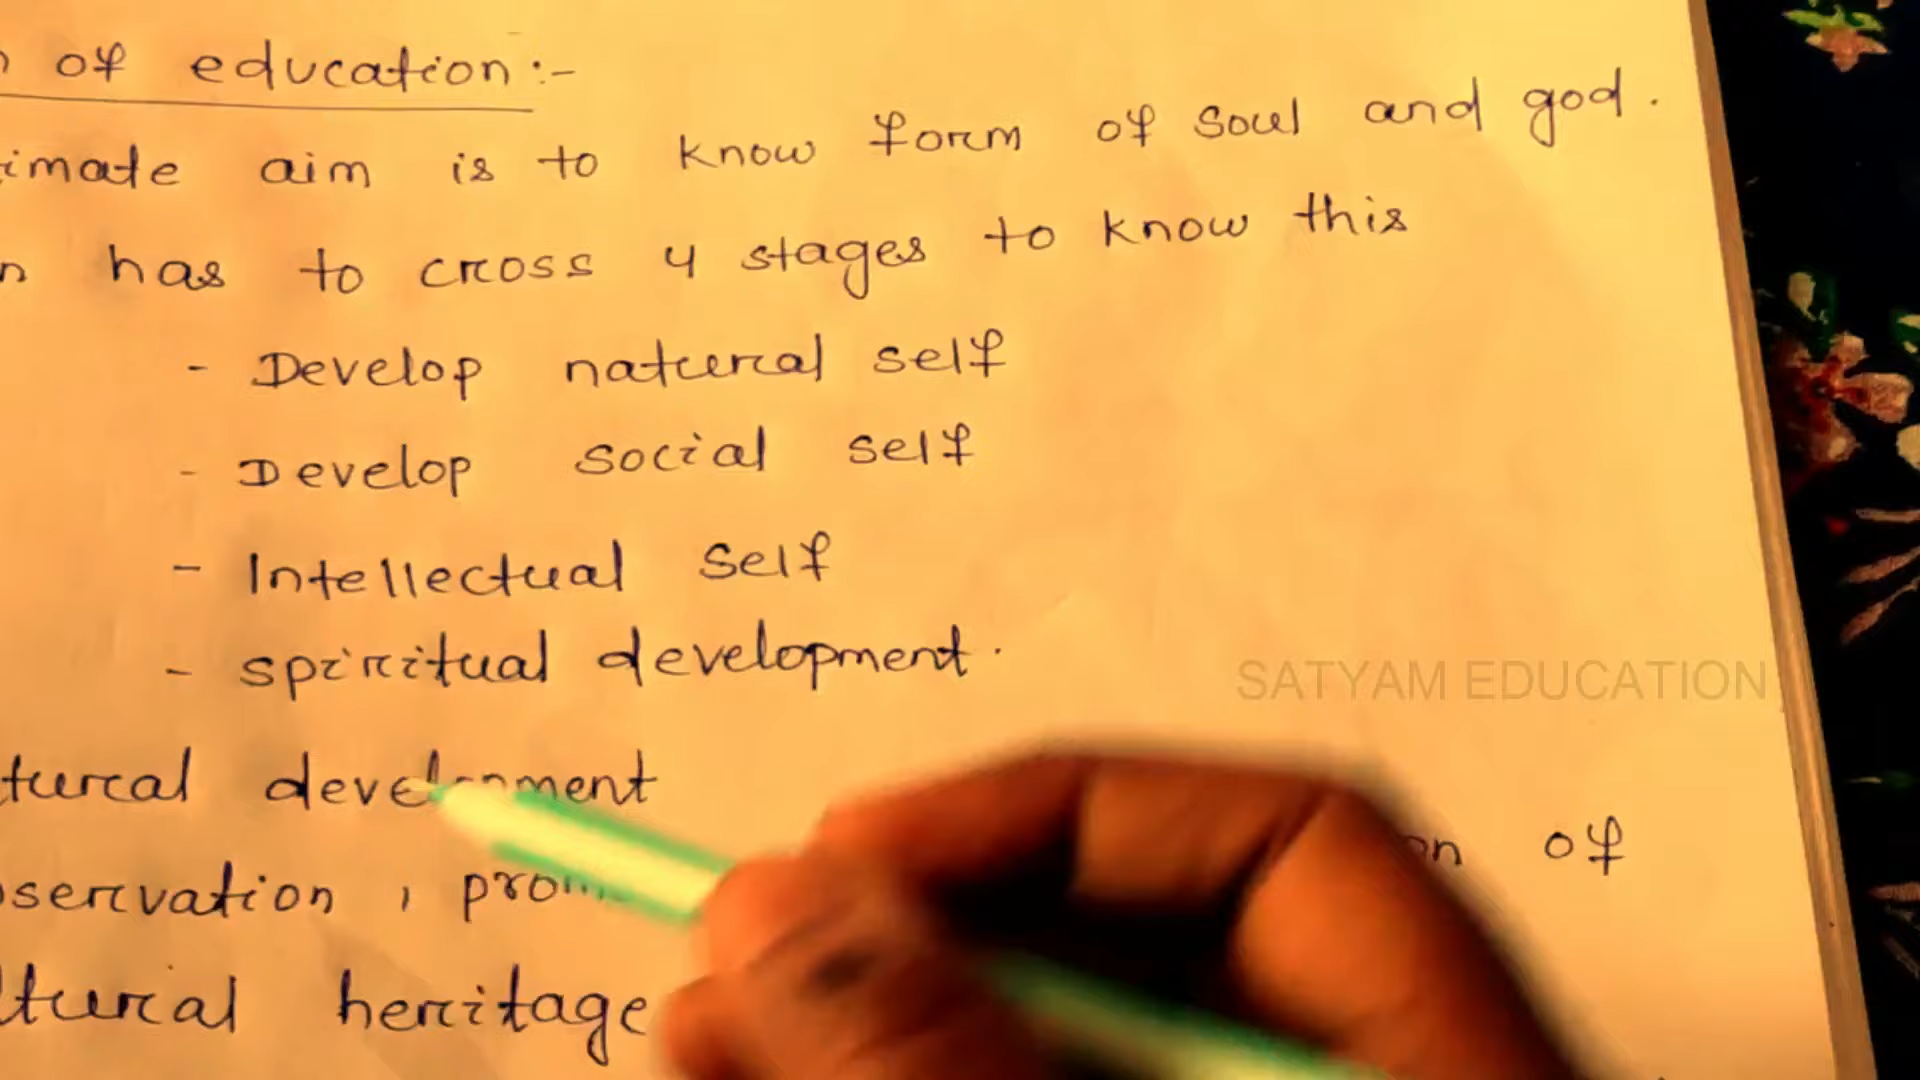 of education :-
imate aim is to know form of soul and god.
n has to cross 4 stages to know this
- Develop natural self
- Develop social self
- Intellectual self
- spiritual development.
SATYAM EDUCATION
tural development
servation, pro
on of
ltural heritage